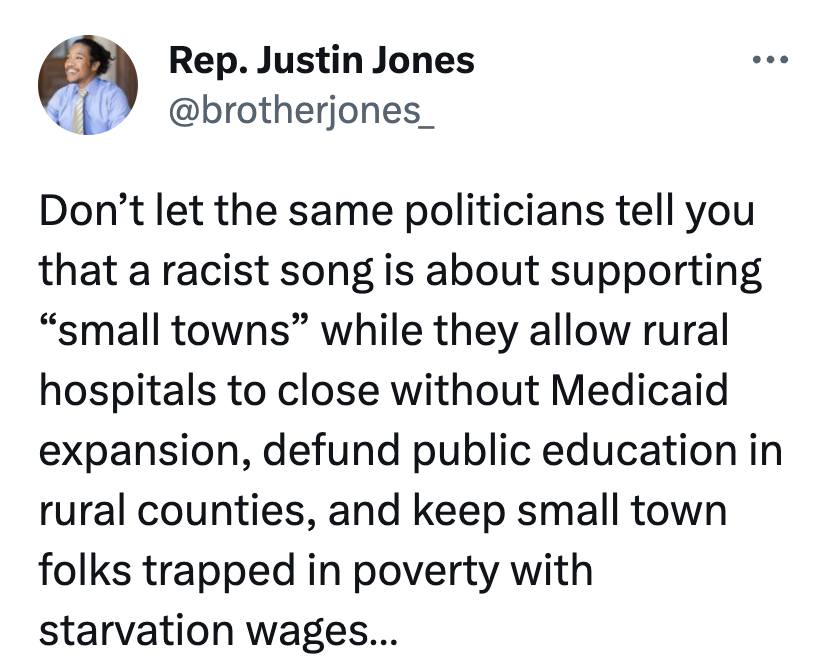 Rep. Justin Jones
@brotherjones_
Don’t let the same politicians tell you
that a racist song is about supporting
“small towns” while they allow rural
hospitals to close without Medicaid
expansion, defund public education in
rural counties, and keep small town
folks trapped in poverty with
starvation wages...